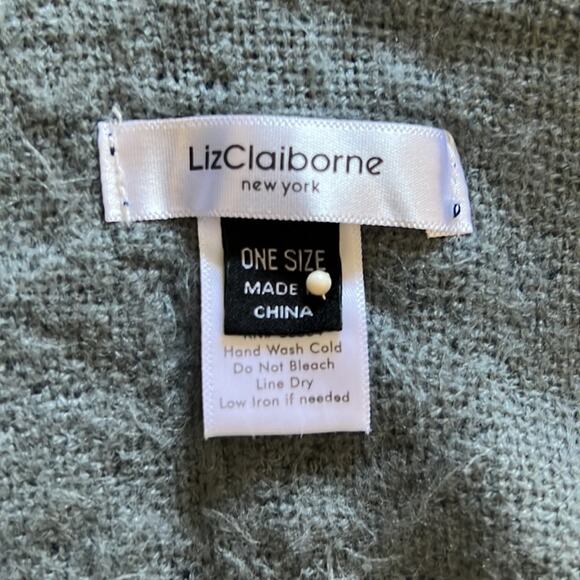 LizClaiborne
new york
ONE SIZE
MADE
CHINA
Hand Wash Cold
Do Not Bleach
Line Dry
Low Iron if needed